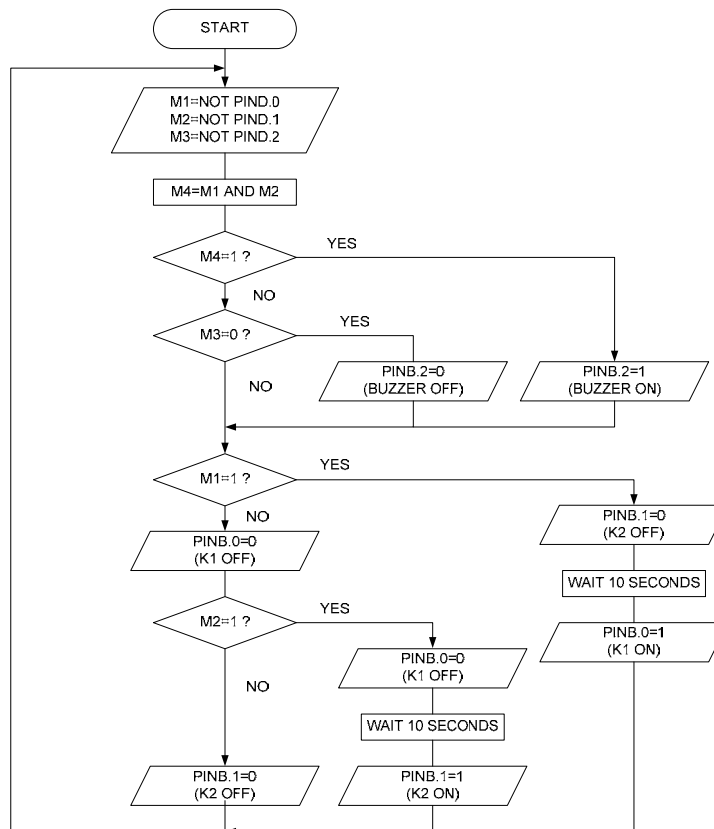 START
M1=NOT PIND.0
M2=NOT PIND.1
M3=NOT PIND.2
M4=M1 AND M2
M4=1 ?
YES
NO
M3=0 ?
YES
NO
PINB.2=0
(BUZZER OFF)
PINB.2=1
(BUZZER ON)
M1=1 ?
YES
NO
PINB.0=0
(K1 OFF)
PINB.1=0
(K2 OFF)
WAIT 10 SECONDS
PINB.0=1
(K1 ON)
M2=1 ?
YES
NO
PINB.0=0
(K1 OFF)
WAIT 10 SECONDS
PINB.1=0
(K2 OFF)
PINB.1=1
(K2 ON)